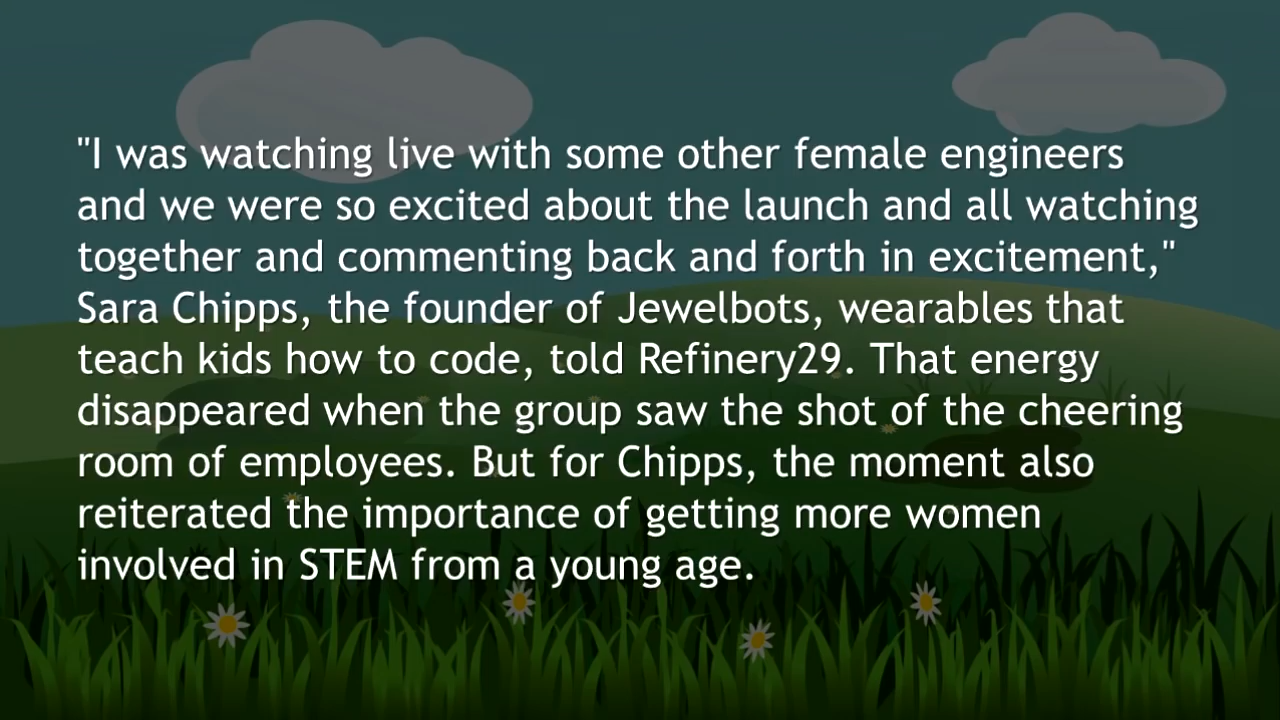 "I was watching live with some other female engineers
and we were so excited about the launch and all watching
together and commenting back and forth in excitement,"
Sara Chipps, the founder of Jewelbots, wearables that
teach kids how to code, told Refinery29. That energy
disappeared when the group saw the shot of the cheering
room of employees. But for Chipps, the moment also
reiterated the importance of getting more women
involved in STEM from a young age.